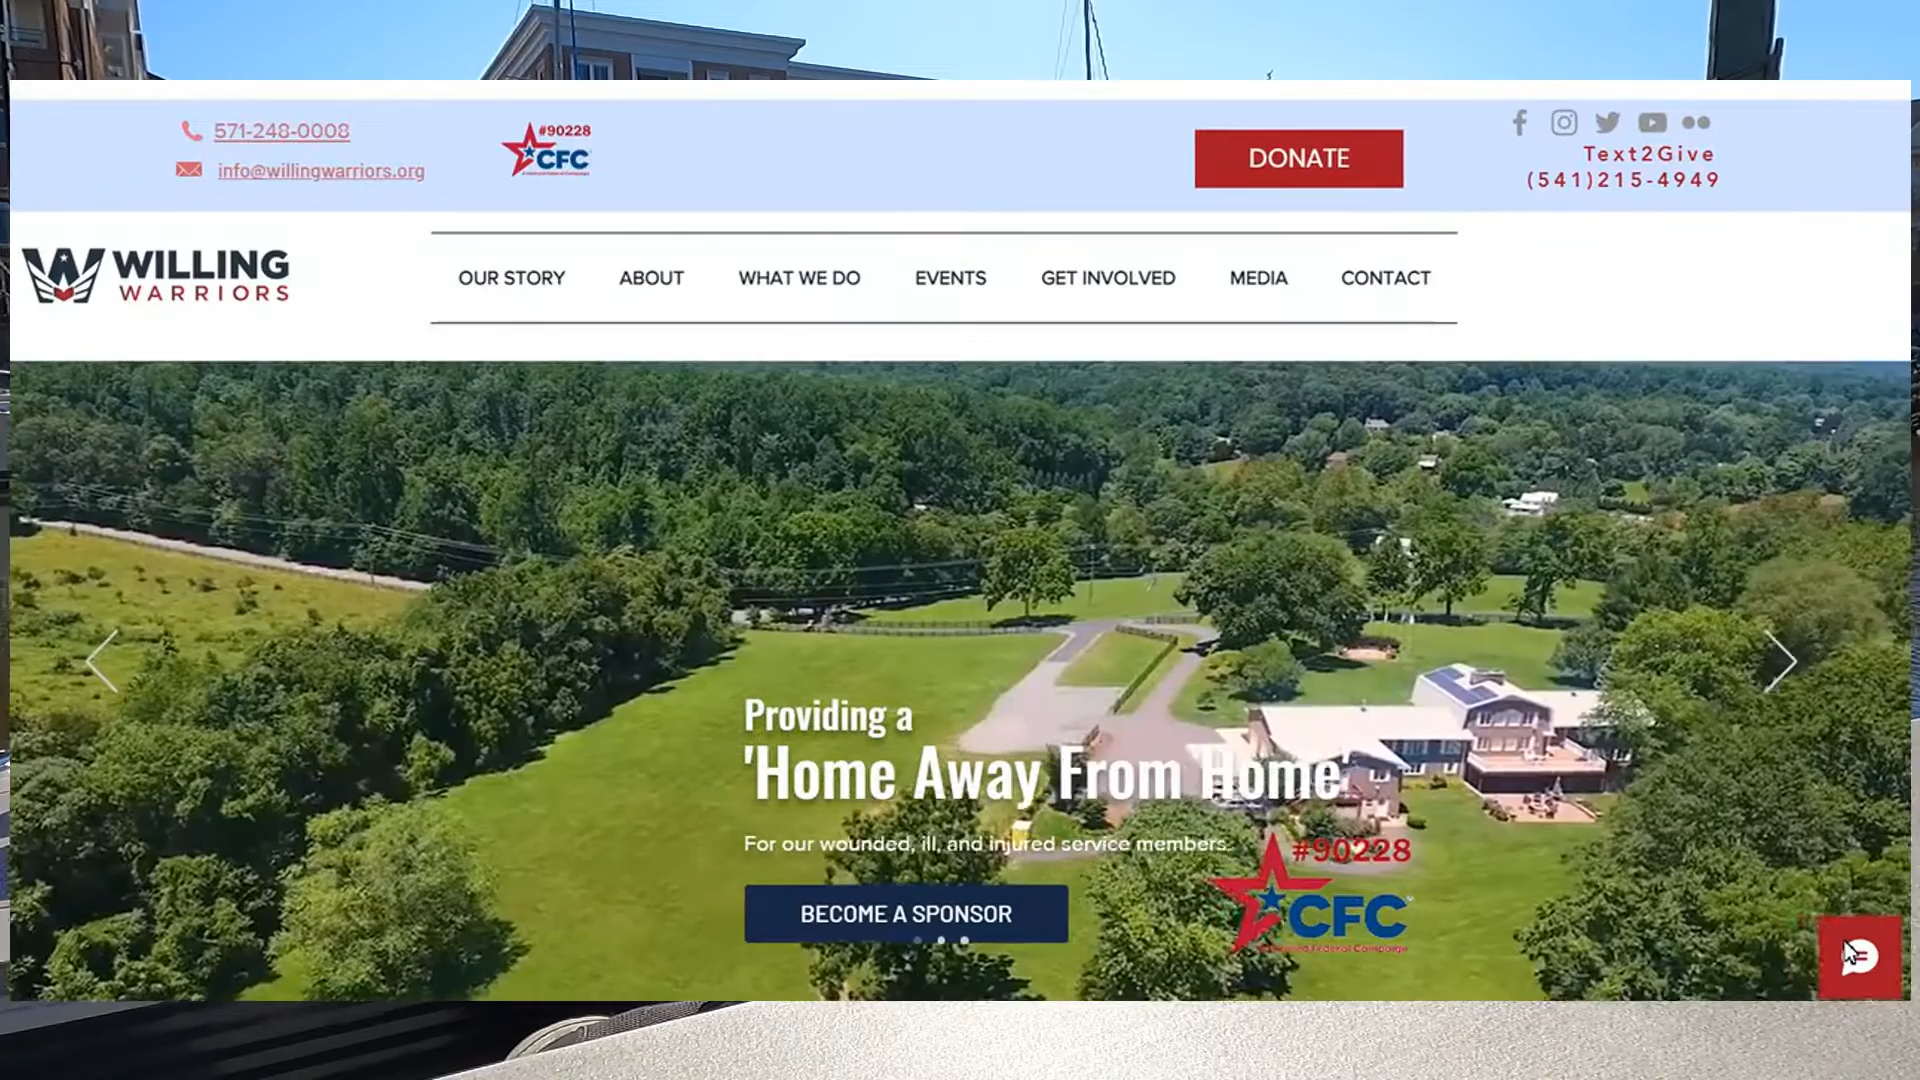 571-248-0008
info@willingwarriors.org
#90228
CFC
DONATE
Text2Give
(541)215-4949
WILLING
WARRIORS
OUR STORY
ABOUT
WHAT WE DO
EVENTS
GET INVOLVED
MEDIA
CONTACT
Providing a
'Home Away From Home'
For our wounded, ill, and injured service members.
BECOME A SPONSOR
#90228
CFC